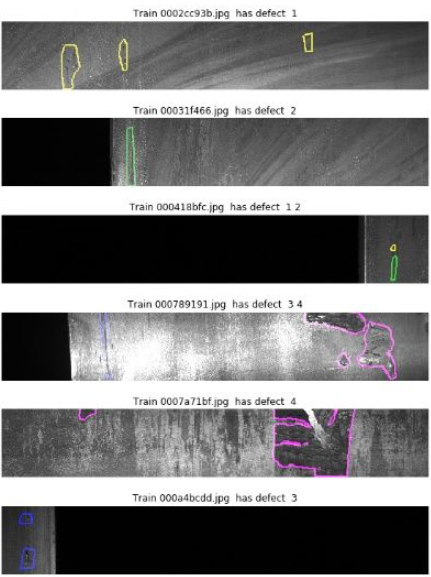 Train 0002cc93b.jpg has defect 1
Train 00031f466.jpg has defect 2
Train 000418bfc.jpg has defect 1 2
Train 000789191.jpg has defect 3 4
Train 0007a71bf.jpg has defect 4
Train 000a4bcdd.jpg has defect 3